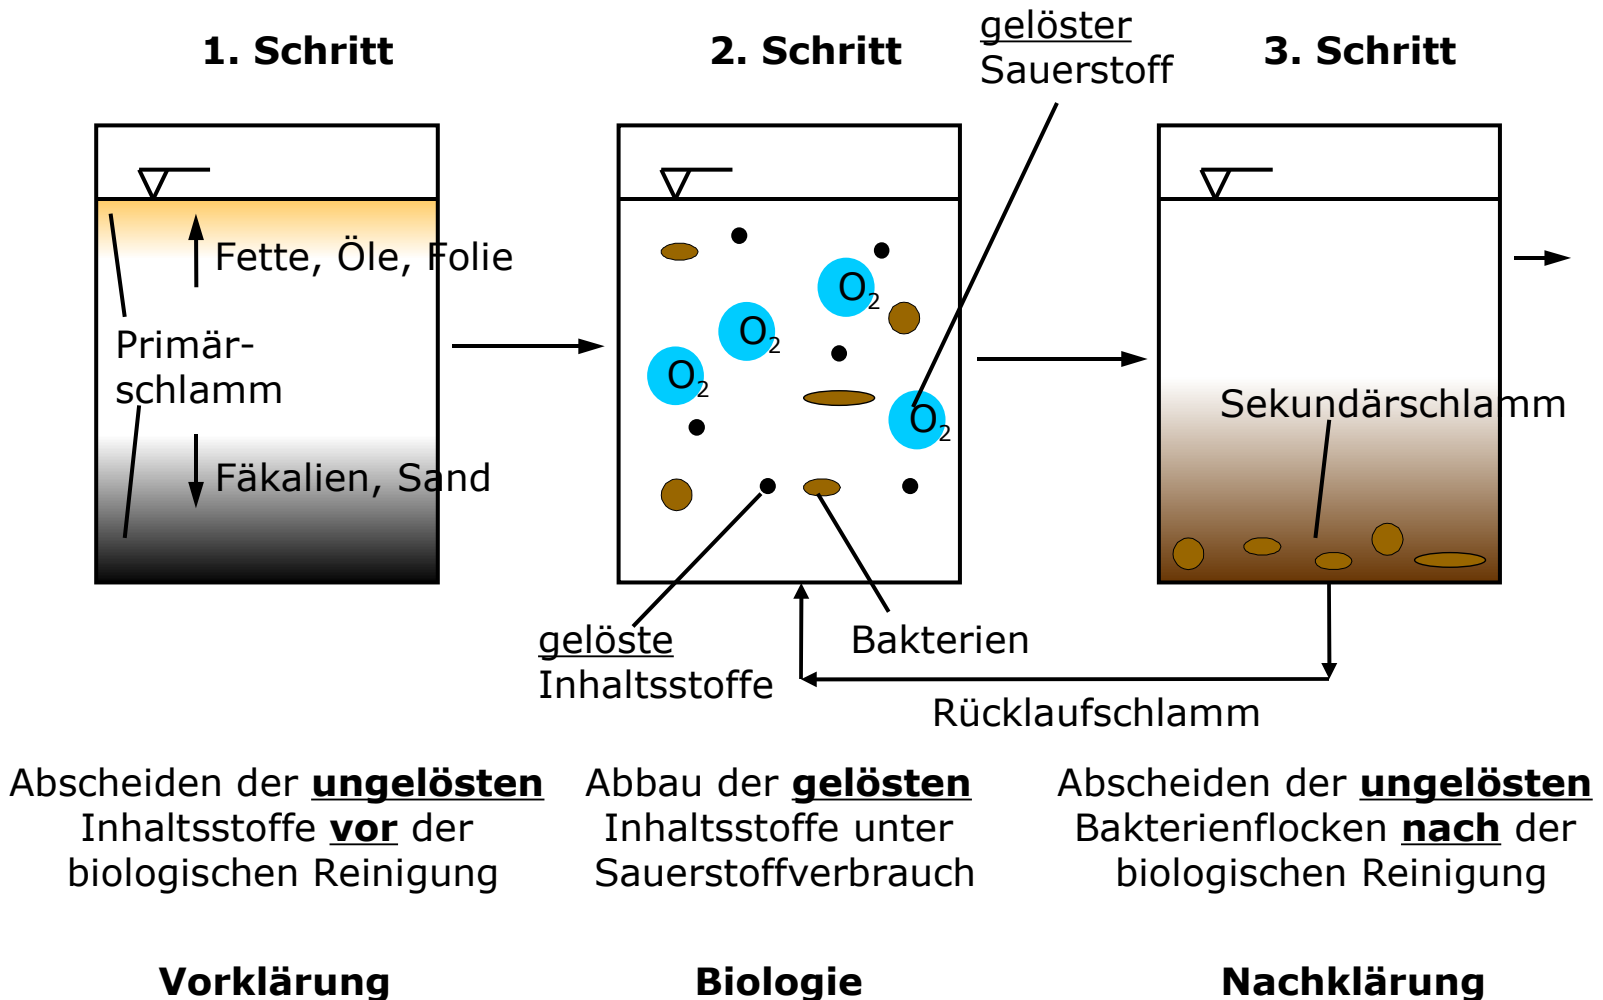 1. Schritt
2. Schritt
gelöster
Sauerstoff
3. Schritt
Fette, Öle, Folie
Primär-
schlamm
Fäkalien, Sand
O2
O2
O2
O2
Sekundärschlamm
gelöste
Inhaltsstoffe
Bakterien
Rücklaufschlamm
Abscheiden der ungelösten
Inhaltsstoffe vor der
biologischen Reinigung
Abbau der gelösten
Inhaltsstoffe unter
Sauerstoffverbrauch
Abscheiden der ungelösten
Bakterienflocken nach der
biologischen Reinigung
Vorklärung
Biologie
Nachklärung